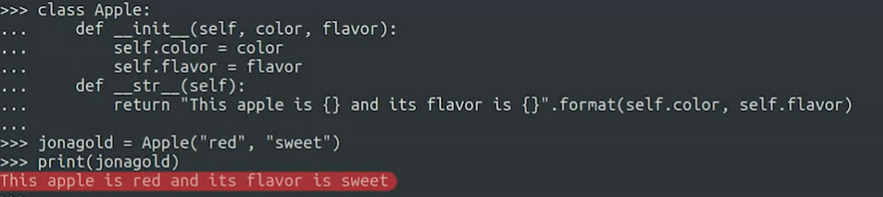 >>> class Apple:
...     def __init__(self, color, flavor):
...         self.color = color
...         self.flavor = flavor
...     def __str__(self):
...         return "This apple is {} and its flavor is {}".format(self.color, self.flavor)
...
>>> jonagold = Apple("red", "sweet")
>>> print(jonagold)
This apple is red and its flavor is sweet